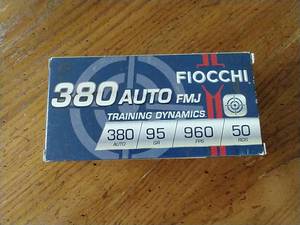 FIOCCHI
380 AUTO FMJ
TRAINING DYNAMICS
380 95 960 50
AUTO GR FPS RDS